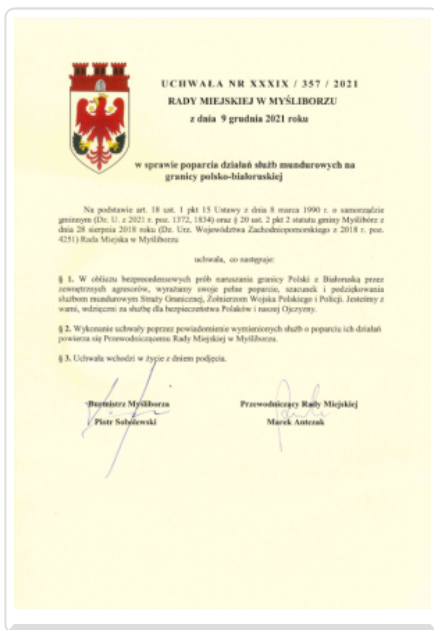 UCHWAŁA NR XXXIX / 357 / 2021
RADY MIEJSKIEJ W MYŚLIBORZU
z dnia 9 grudnia 2021 roku
w sprawie poparcia działań służb mundurowych na
granicy polsko-białoruskiej
Na podstawie art. 18 ust. 1 pkt 15 Ustawy z dnia 8 marca 1990 r. o samorządzie
gminnym (Dz. U. z 2021 r. poz. 1372, 1834) oraz § 20 ust. 2 pkt 2 statutu gminy Myślibórz z
dnia 28 sierpnia 2018 roku (Dz. Urz. Województwa Zachodniopomorskiego z 2018 r. poz.
4251) Rada Miejska w Myśliborzu
uchwala, co następuje:
§ 1. W obliczu bezprecedensowych prób naruszania granicy Polski z Białorusią przez
zewnętrznych agresorów, wyrażamy swoje pełne poparcie, szacunek i podziękowania
służbom mundurowym Straży Granicznej, Żołnierzom Wojska Polskiego i Policji. Jesteśmy z
wami, wdzięczni za służbę dla bezpieczeństwa Polaków i naszej Ojczyzny.
§ 2. Wykonanie uchwały poprzez powiadomienie wymienionych służb o poparciu ich działań
powierza się Przewodniczącemu Rady Miejskiej w Myśliborzu.
§ 3. Uchwała wchodzi w życie z dniem podjęcia.
Burmistrz Myśliborza
Piotr Sobolewski
Przewodniczący Rady Miejskiej
Marek Antczak